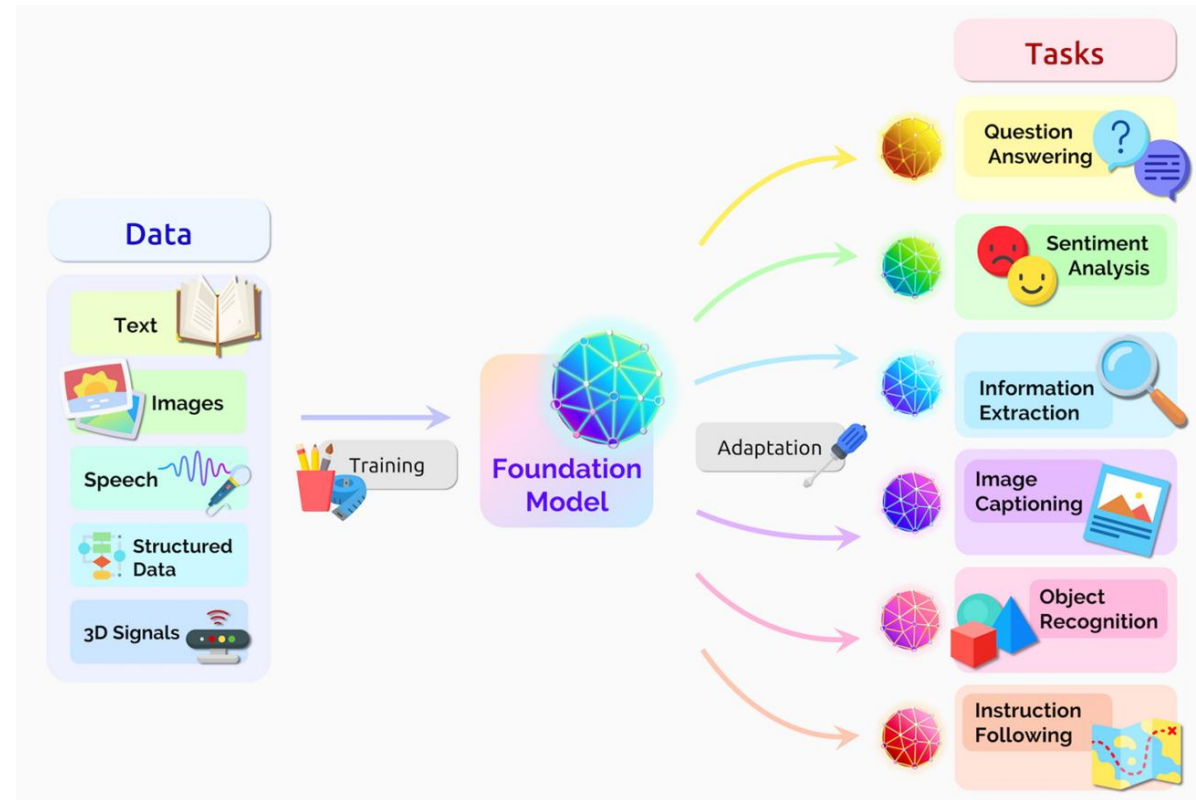 Data
Text
Images
Speech
Structured
Data
3D Signals
Training
Foundation
Model
Adaptation
Tasks
Question
Answering
?
Sentiment
Analysis
Information
Extraction
Image
Captioning
Object
Recognition
Instruction
Following